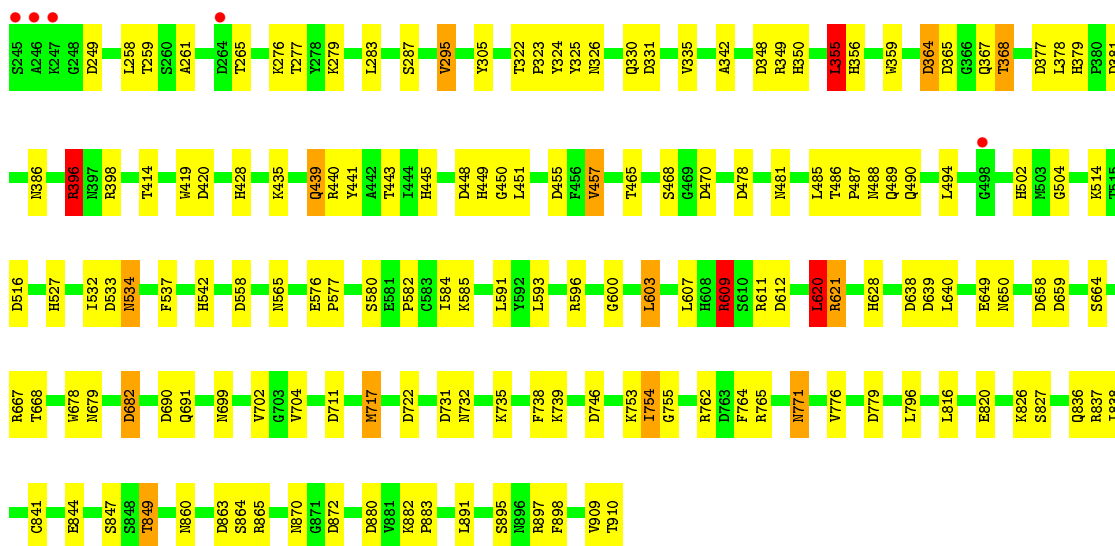 S245 A246 K247 G248 D249 L258 T259 S260 A261 D264 T265 K276 T277 Y278 K279 L283 S287 V295 Y305 T322 P323 Y324 Y325 N326 Q330 D331 V335 A342 D348 R349 H350 L355 H356 W359 D364 D365 G366 Q367 T368 D377 L378 H379 P380 D381
N386 R396 N397 R398 T414 W419 D420 H428 K435 Q439 R440 Y441 A442 T443 I444 H445 D448 H449 G450 L451 D455 F456 V457 T465 S468 G469 D470 D478 N481 L485 T486 P487 N488 Q489 Q490 L494 G498 H502 M503 G504 K514 T515
D516 H527 I532 D533 N534 F537 H542 D558 N565 E576 P577 S580 E581 P582 C583 I584 K585 L591 Y592 L593 R596 G600 L603 L607 H608 R609 S610 R611 D612 L620 R621 H628 D638 D639 L640 E649 N650 D658 D659 S664
R667 T668 W678 N679 D682 D690 Q691 N699 V702 G703 V704 D711 M717 D722 D731 N732 K735 F738 K739 D746 K753 I754 G755 R762 D763 F764 R765 N771 V776 D779 L796 L816 E820 K826 S827 Q836 R837 L838
C841 E844 S847 S848 T849 N860 D863 S864 R865 N870 G871 D872 D880 V881 K882 P883 L891 S895 N896 R897 F898 V909 T910